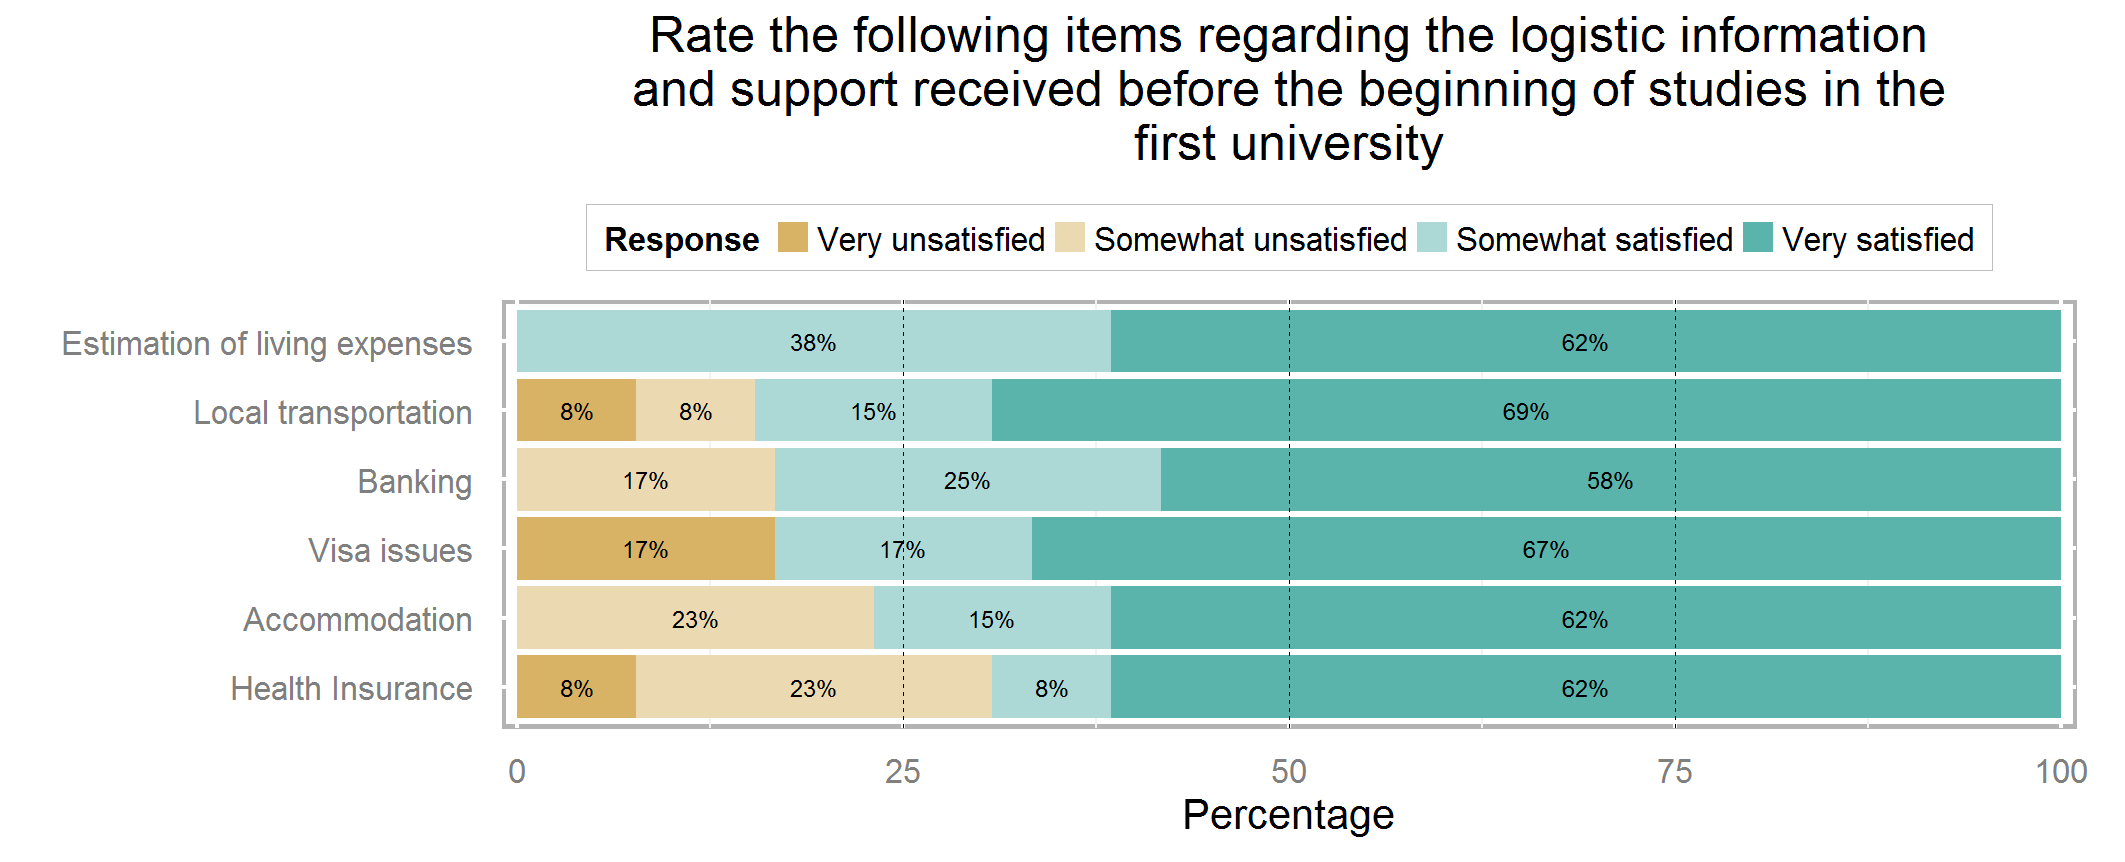 Rate the following items regarding the logistic information
and support received before the beginning of studies in the
first university
Response Very unsatisfied Somewhat unsatisfied Somewhat satisfied Very satisfied
Estimation of living expenses 38% 62%
Local transportation 8% 8% 15% 69%
Banking 17% 25% 58%
Visa issues 17% 17% 67%
Accommodation 23% 15% 62%
Health Insurance 8% 23% 8% 62%
0 25 50 75 100
Percentage